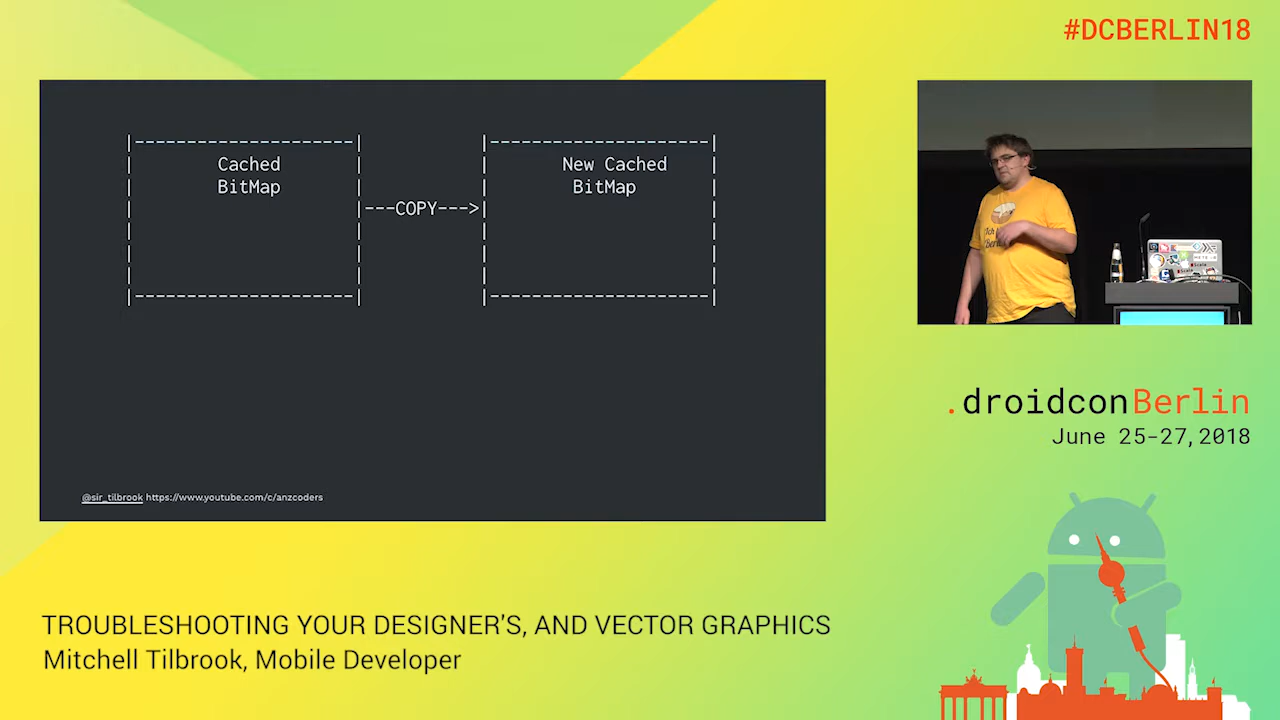 #DCBERLIN18
Cached
BitMap
---COPY--->
New Cached
BitMap
@sir_tilbrook https://www.youtube.com/c/anzcoders
.droidconBerlin
June 25-27, 2018
TROUBLESHOOTING YOUR DESIGNER'S, AND VECTOR GRAPHICS
Mitchell Tilbrook, Mobile Developer